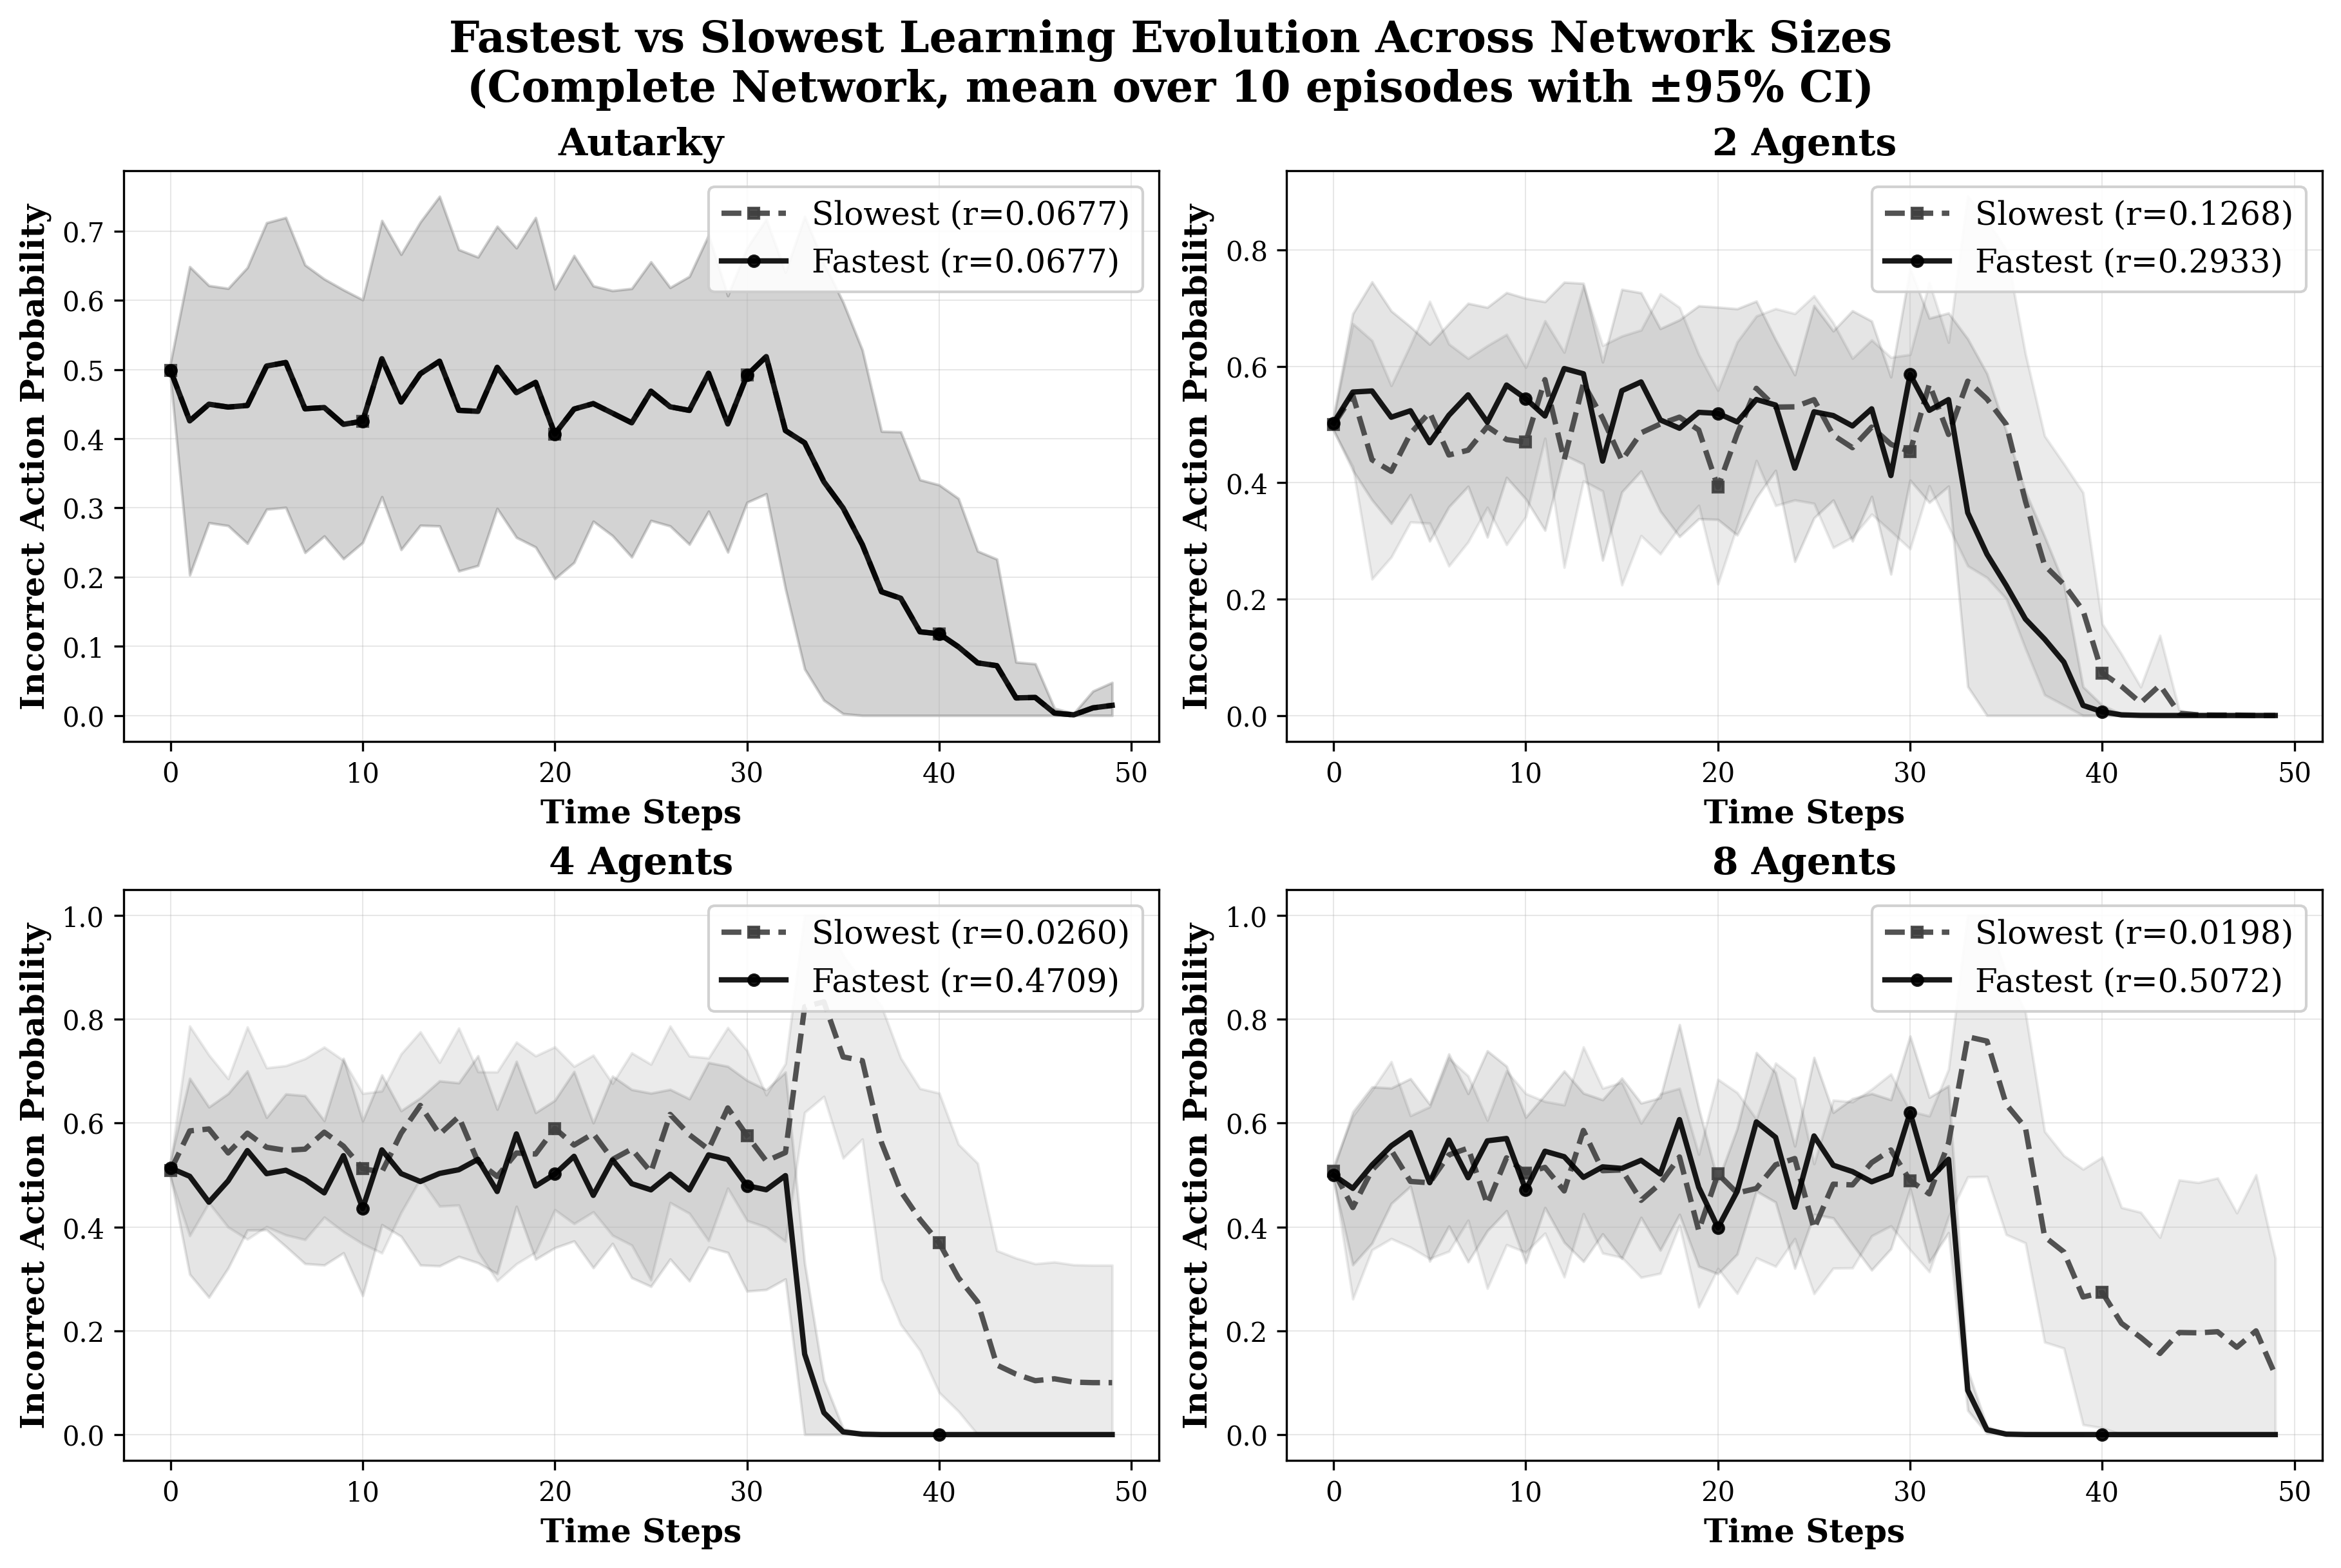 Fastest vs Slowest Learning Evolution Across Network Sizes
(Complete Network, mean over 10 episodes with ±95% CI)
Autarky
Incorrect Action Probability
0.7
0.6
0.5
0.4
0.3
0.2
0.1
0.0
Slowest (r=0.0677)
Fastest (r=0.0677)
0 10 20 30 40 50
Time Steps
2 Agents
Incorrect Action Probability
0.8
0.6
0.4
0.2
0.0
Slowest (r=0.1268)
Fastest (r=0.2933)
0 10 20 30 40 50
Time Steps
4 Agents
Incorrect Action Probability
1.0
0.8
0.6
0.4
0.2
0.0
Slowest (r=0.0260)
Fastest (r=0.4709)
0 10 20 30 40 50
Time Steps
8 Agents
Incorrect Action Probability
1.0
0.8
0.6
0.4
0.2
0.0
Slowest (r=0.0198)
Fastest (r=0.5072)
0 10 20 30 40 50
Time Steps